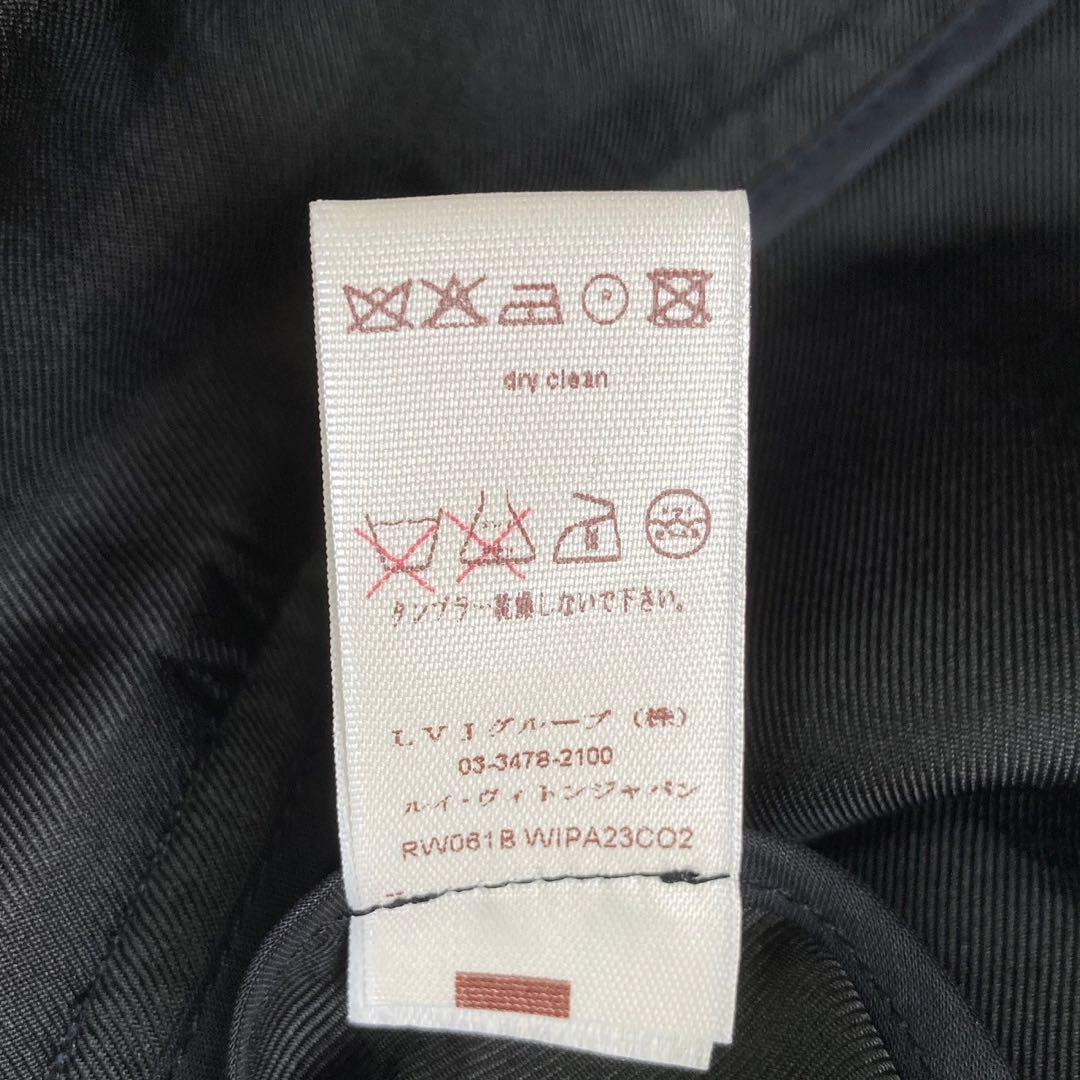 P
dry clean
タンブラー乾燥しないで下さい。
LVJグループ（株）
03-3478-2100
ルイ・ヴィトンジャパン
RW061B WIPA23CO2